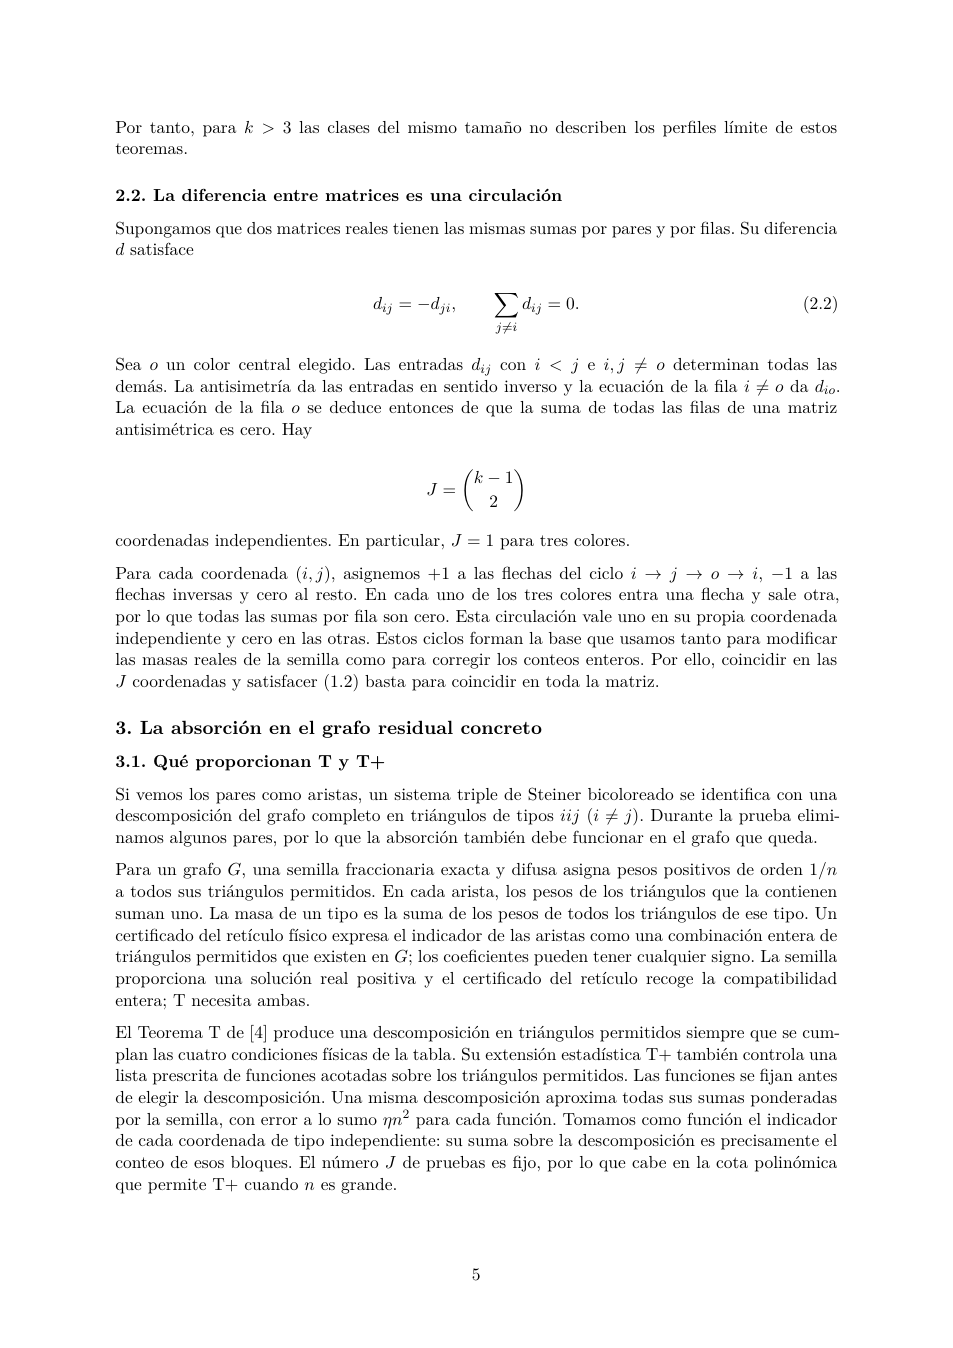 Por tanto, para k > 3 las clases del mismo tamaño no describen los perfiles límite de estos
teoremas.
2.2. La diferencia entre matrices es una circulación
Supongamos que dos matrices reales tienen las mismas sumas por pares y por filas. Su diferencia
d satisface
d_{ij} = −d_{ji}, ∑_{j≠i} d_{ij} = 0. (2.2)
Sea o un color central elegido. Las entradas d_{ij} con i < j e i, j ≠ o determinan todas las
demás. La antisimetría da las entradas en sentido inverso y la ecuación de la fila i ≠ o da d_{io}.
La ecuación de la fila o se deduce entonces de que la suma de todas las filas de una matriz
antisimétrica es cero. Hay
J = \binom{k − 1}{2}
coordenadas independientes. En particular, J = 1 para tres colores.
Para cada coordenada (i, j), asignemos +1 a las flechas del ciclo i → j → o → i, −1 a las
flechas inversas y cero al resto. En cada uno de los tres colores entra una flecha y sale otra,
por lo que todas las sumas por fila son cero. Esta circulación vale uno en su propia coordenada
independiente y cero en las otras. Estos ciclos forman la base que usamos tanto para modificar
las masas reales de la semilla como para corregir los conteos enteros. Por ello, coincidir en las
J coordenadas y satisfacer (1.2) basta para coincidir en toda la matriz.
3. La absorción en el grafo residual concreto
3.1. Qué proporcionan T y T+
Si vemos los pares como aristas, un sistema triple de Steiner bicoloreado se identifica con una
descomposición del grafo completo en triángulos de tipos iij (i ≠ j). Durante la prueba elimi-
namos algunos pares, por lo que la absorción también debe funcionar en el grafo que queda.
Para un grafo G, una semilla fraccionaria exacta y difusa asigna pesos positivos de orden 1/n
a todos sus triángulos permitidos. En cada arista, los pesos de los triángulos que la contienen
suman uno. La masa de un tipo es la suma de los pesos de todos los triángulos de ese tipo. Un
certificado del retículo físico expresa el indicador de las aristas como una combinación entera de
triángulos permitidos que existen en G; los coeficientes pueden tener cualquier signo. La semilla
proporciona una solución real positiva y el certificado del retículo recoge la compatibilidad
entera; T necesita ambas.
El Teorema T de [4] produce una descomposición en triángulos permitidos siempre que se cum-
plan las cuatro condiciones físicas de la tabla. Su extensión estadística T+ también controla una
lista prescrita de funciones acotadas sobre los triángulos permitidos. Las funciones se fijan antes
de elegir la descomposición. Una misma descomposición aproxima todas sus sumas ponderadas
por la semilla, con error a lo sumo ηn² para cada función. Tomamos como función el indicador
de cada coordenada de tipo independiente: su suma sobre la descomposición es precisamente el
conteo de esos bloques. El número J de pruebas es fijo, por lo que cabe en la cota polinómica
que permite T+ cuando n es grande.
5